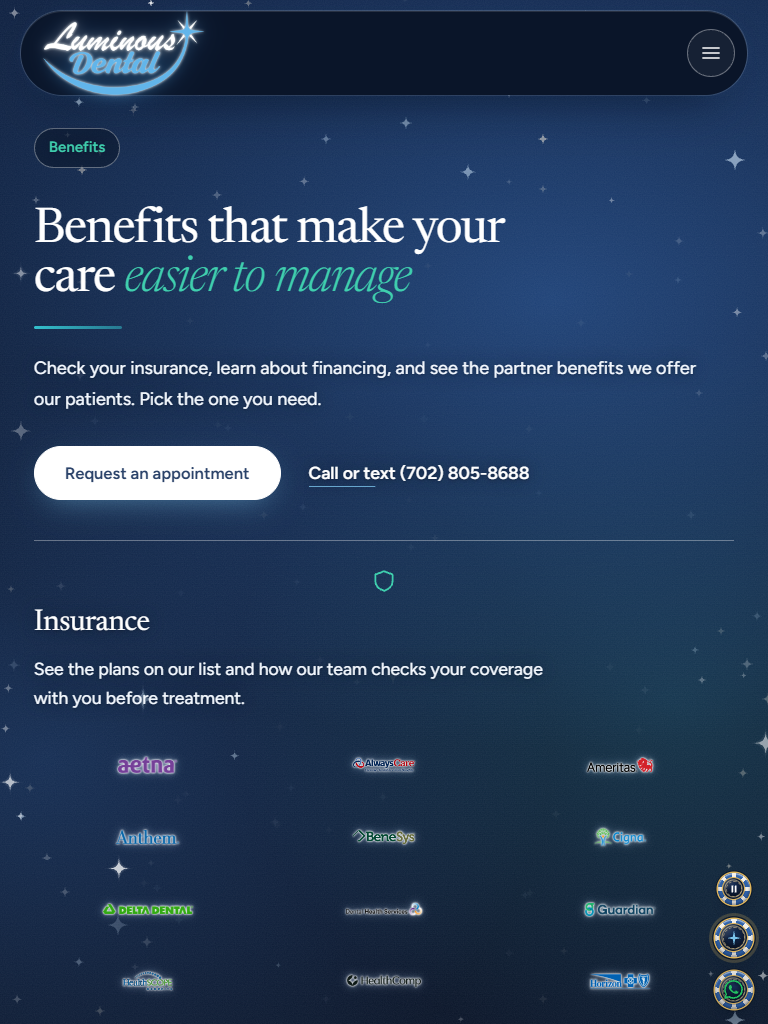 Luminous
Dental
Benefits
Benefits that make your
care easier to manage
Check your insurance, learn about financing, and see the partner benefits we offer
our patients. Pick the one you need.
Request an appointment
Call or text (702) 805-8688
Insurance
See the plans on our list and how our team checks your coverage
with you before treatment.
aetna
AlwaysCare
Ameritas
Anthem
BeneSys
Cigna
DELTA DENTAL
Dental Health Services
Guardian
HealthComp
Horizon